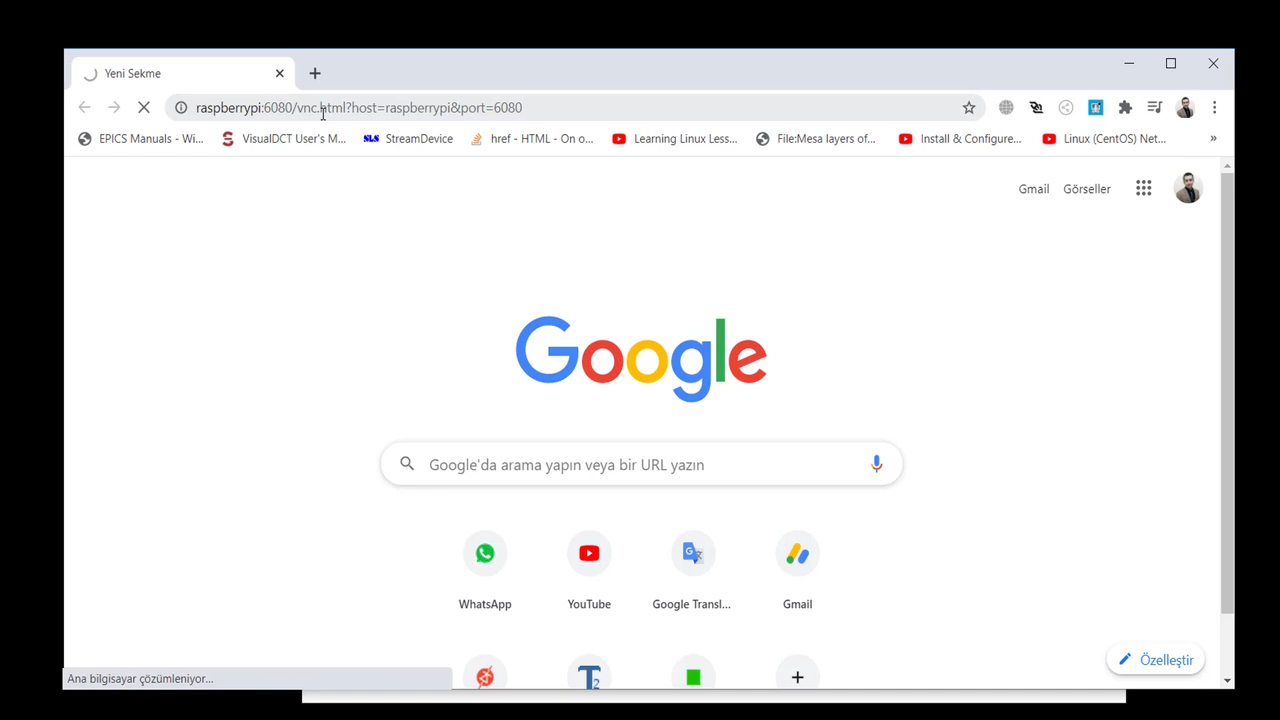 Yeni Sekme
raspberrypi:6080/vnc.html?host=raspberrypi&port=6080
EPICS Manuals - Wi... VisualDCT User's M... SLS StreamDevice href - HTML - On o... Learning Linux Less... File:Mesa layers of... Install & Configure... Linux (CentOS) Net... »
Gmail Görseller
Google
Google'da arama yapın veya bir URL yazın
WhatsApp YouTube Google Transl... Gmail
T2
Özelleştir
Ana bilgisayar çözümleniyor...